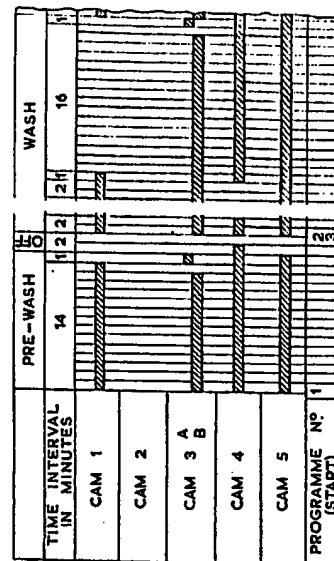 PRE-WASH OFF WASH
TIME INTERVAL 14 1 2 2 2 1 16 1
IN MINUTES
CAM 1
CAM 2
CAM 3 A
B
CAM 4
CAM 5
PROGRAMME Nº 1 2
(START) 3